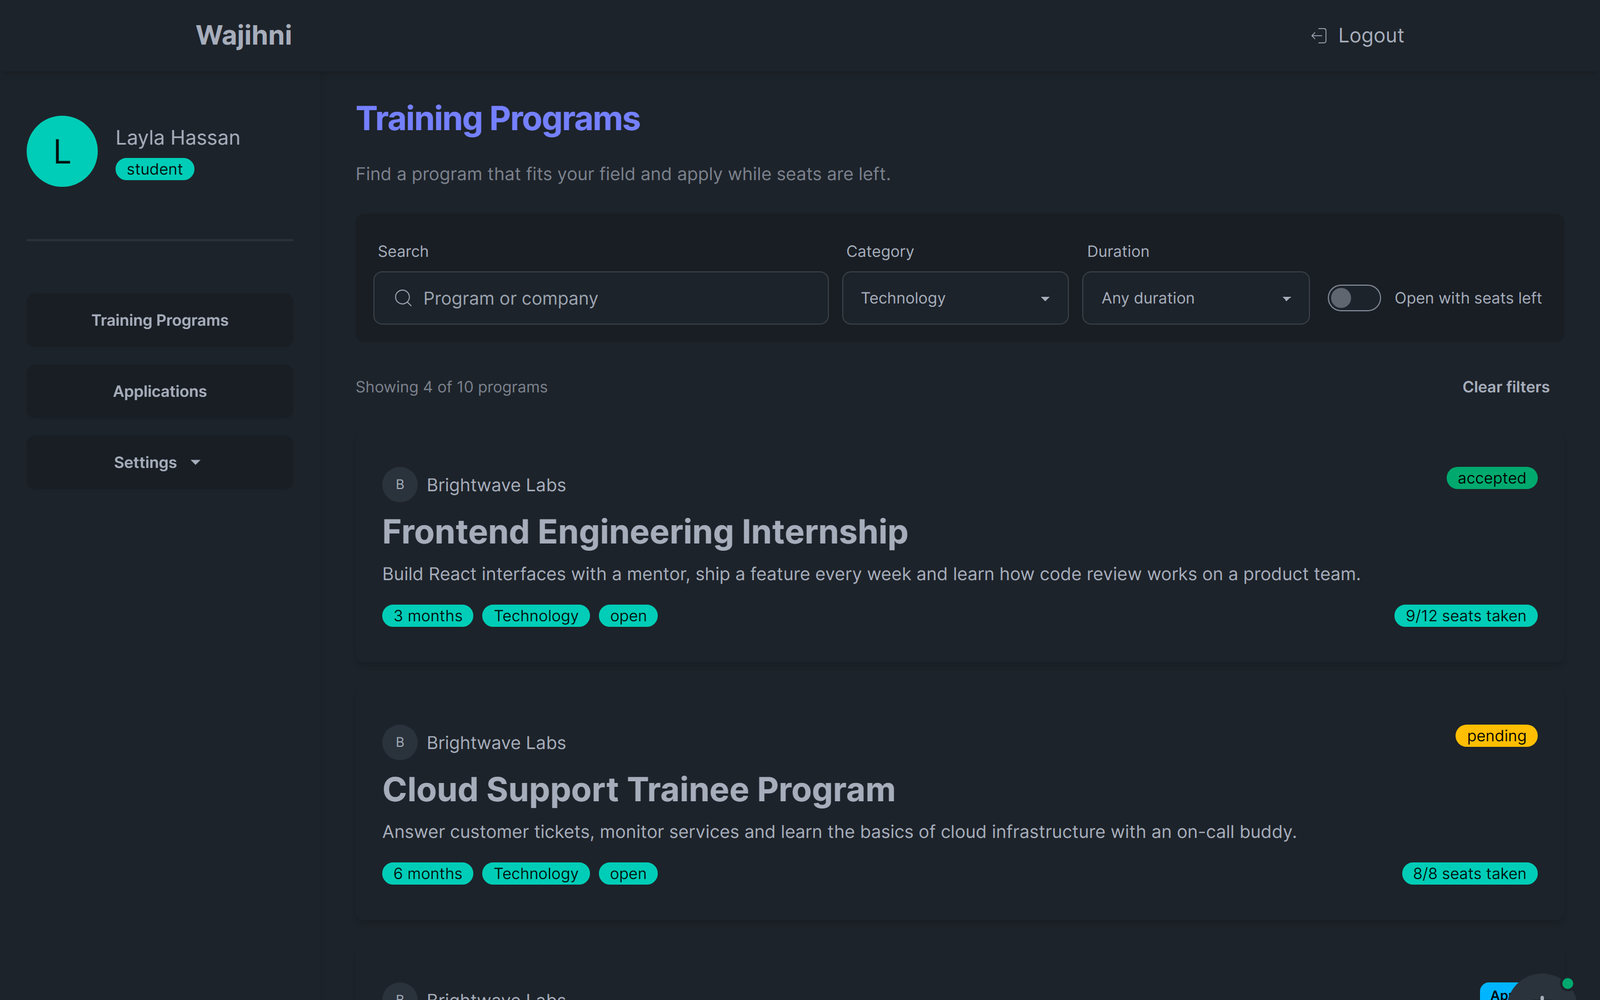 Wajihni
Logout
L
Layla Hassan
student
Training Programs
Applications
Settings
Training Programs
Find a program that fits your field and apply while seats are left.
Search
Program or company
Category
Technology
Duration
Any duration
Open with seats left
Showing 4 of 10 programs
Clear filters
B
Brightwave Labs
accepted
Frontend Engineering Internship
Build React interfaces with a mentor, ship a feature every week and learn how code review works on a product team.
3 months
Technology
open
9/12 seats taken
B
Brightwave Labs
pending
Cloud Support Trainee Program
Answer customer tickets, monitor services and learn the basics of cloud infrastructure with an on-call buddy.
6 months
Technology
open
8/8 seats taken
B
Brightwave Labs